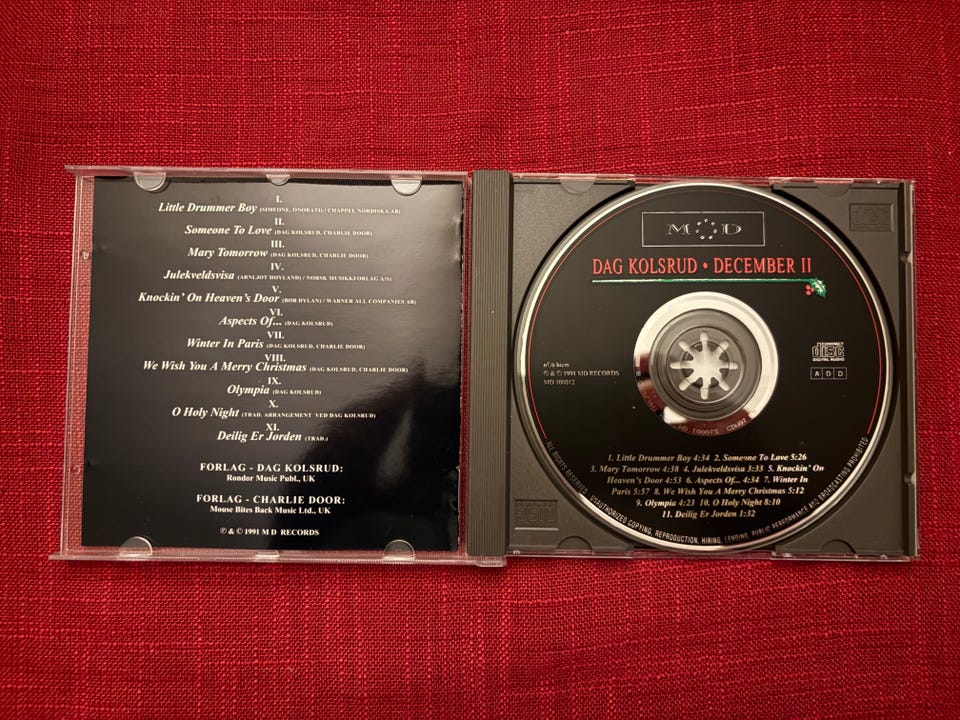 I.
Little Drummer Boy (SIMEONE, ONORATI) / CHAPPEL NORDISKA AB)
II.
Someone To Love (DAG KOLSRUD, CHARLIE DOOR)
III.
Mary Tomorrow (DAG KOLSRUD, CHARLIE DOOR)
IV.
Julekveldsvisa (ARNLJOT HØYLAND) / NORSK MUSIKKFORLAG A/S)
V.
Knockin' On Heaven's Door (BOB DYLAN) / WARNER ALL COMPANIES AB)
VI.
Aspects Of... (DAG KOLSRUD)
VII.
Winter In Paris (DAG KOLSRUD, CHARLIE DOOR)
VIII.
We Wish You A Merry Christmas (DAG KOLSRUD, CHARLIE DOOR)
IX.
Olympia (DAG KOLSRUD)
X.
O Holy Night (TRAD. ARRANGEMENT VED DAG KOLSRUD)
XI.
Deilig Er Jorden (TRAD.)
FORLAG - DAG KOLSRUD:
Rondor Music Publ., UK
FORLAG - CHARLIE DOOR:
Mouse Bites Back Music Ltd., UK
℗ & © 1991 M D RECORDS
M D
DAG KOLSRUD • DECEMBER II
COMPACT
disc
DIGITAL AUDIO
A D D
n©b biem
℗ & © 1991 MD RECORDS
MD 100012
1. Little Drummer Boy 4:34 2. Someone To Love 5:26
3. Mary Tomorrow 4:38 4. Julekveldsvisa 3:33 5. Knockin' On
Heaven's Door 4:53 6. Aspects Of... 4:34 7. Winter In
Paris 5:57 8. We Wish You A Merry Christmas 5:12
9. Olympia 4:23 10. O Holy Night 8:10
11. Deilig Er Jorden 1:32
ALL RIGHTS RESERVED. UNAUTHORIZED COPYING, REPRODUCTION, HIRING, LENDING, PUBLIC PERFORMANCE AND BROADCASTING PROHIBITED